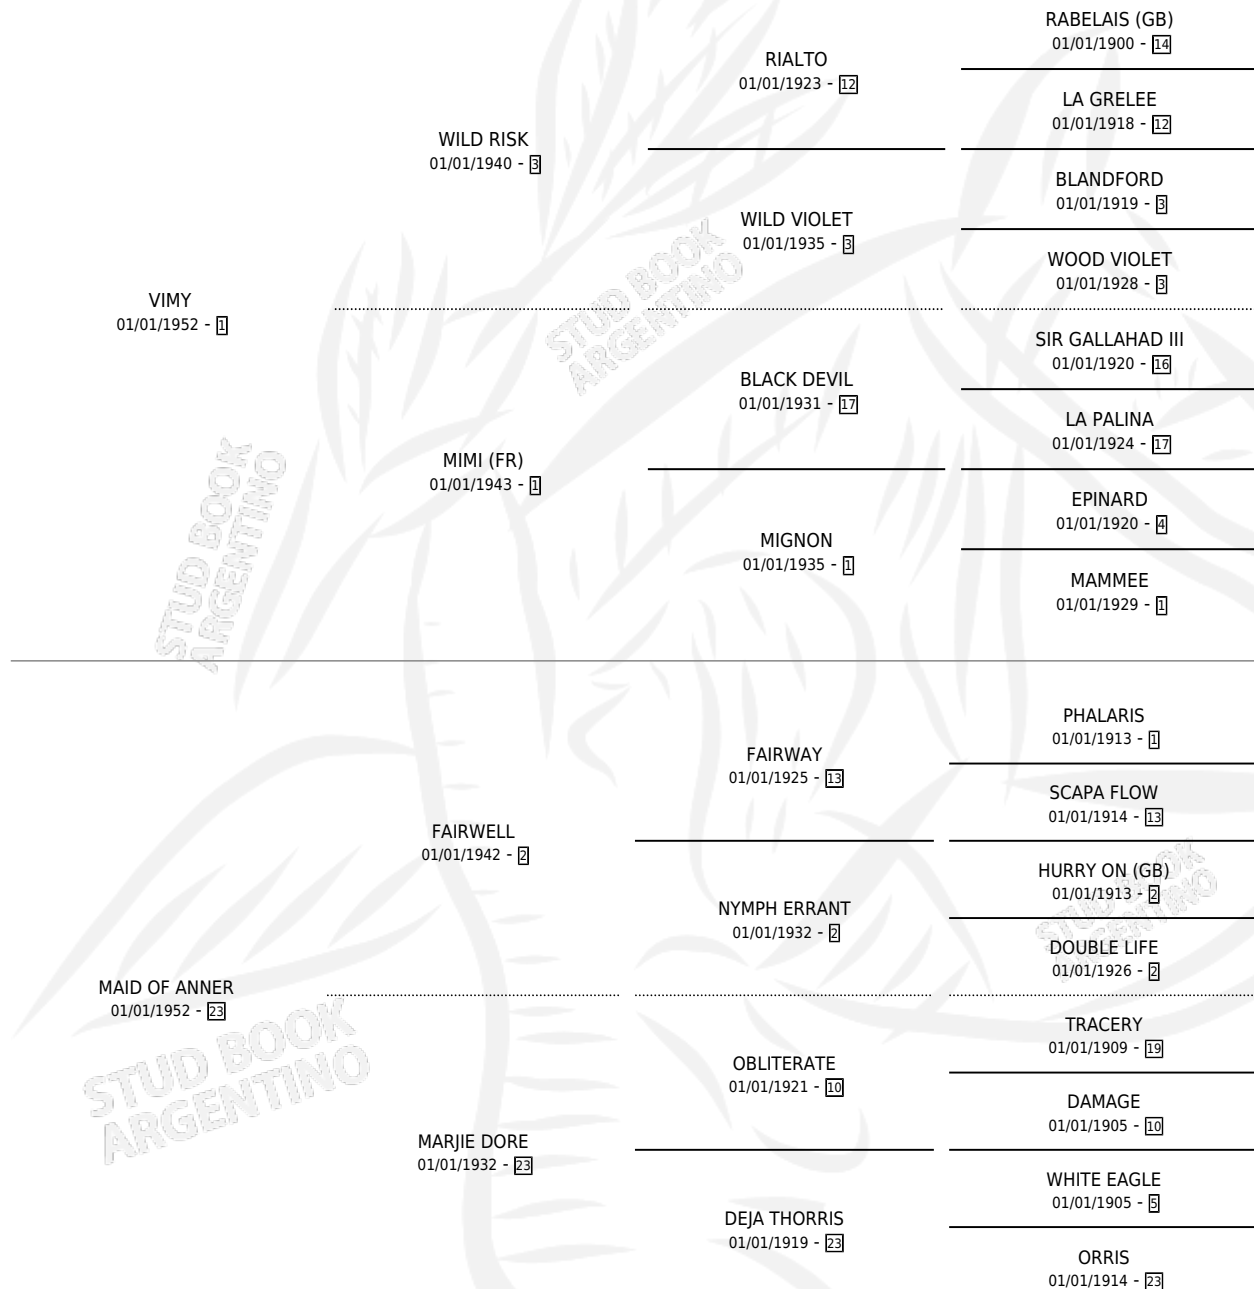 RABELAIS (GB)
01/01/1900 - 14
RIALTO
01/01/1923 - 12
LA GRELEE
01/01/1918 - 12
WILD RISK
01/01/1940 - 3
BLANDFORD
01/01/1919 - 3
WILD VIOLET
01/01/1935 - 3
WOOD VIOLET
01/01/1928 - 3
VIMY
01/01/1952 - 1
STUD BOOK
ARGENTINO
SIR GALLAHAD III
01/01/1920 - 16
BLACK DEVIL
01/01/1931 - 17
LA PALINA
01/01/1924 - 17
MIMI (FR)
01/01/1943 - 1
EPINARD
01/01/1920 - 4
MIGNON
01/01/1935 - 1
MAMMEE
01/01/1929 - 1
STUD BOOK
ARGENTINO
PHALARIS
01/01/1913 - 1
FAIRWAY
01/01/1925 - 13
SCAPA FLOW
01/01/1914 - 13
FAIRWELL
01/01/1942 - 2
HURRY ON (GB)
01/01/1913 - 2
NYMPH ERRANT
01/01/1932 - 2
STUD BOOK
ARGENTINO
DOUBLE LIFE
01/01/1926 - 2
MAID OF ANNER
01/01/1952 - 23
STUD BOOK
ARGENTINO
TRACERY
01/01/1909 - 19
OBLITERATE
01/01/1921 - 10
DAMAGE
01/01/1905 - 10
MARJIE DORE
01/01/1932 - 23
WHITE EAGLE
01/01/1905 - 5
DEJA THORRIS
01/01/1919 - 23
ORRIS
01/01/1914 - 23